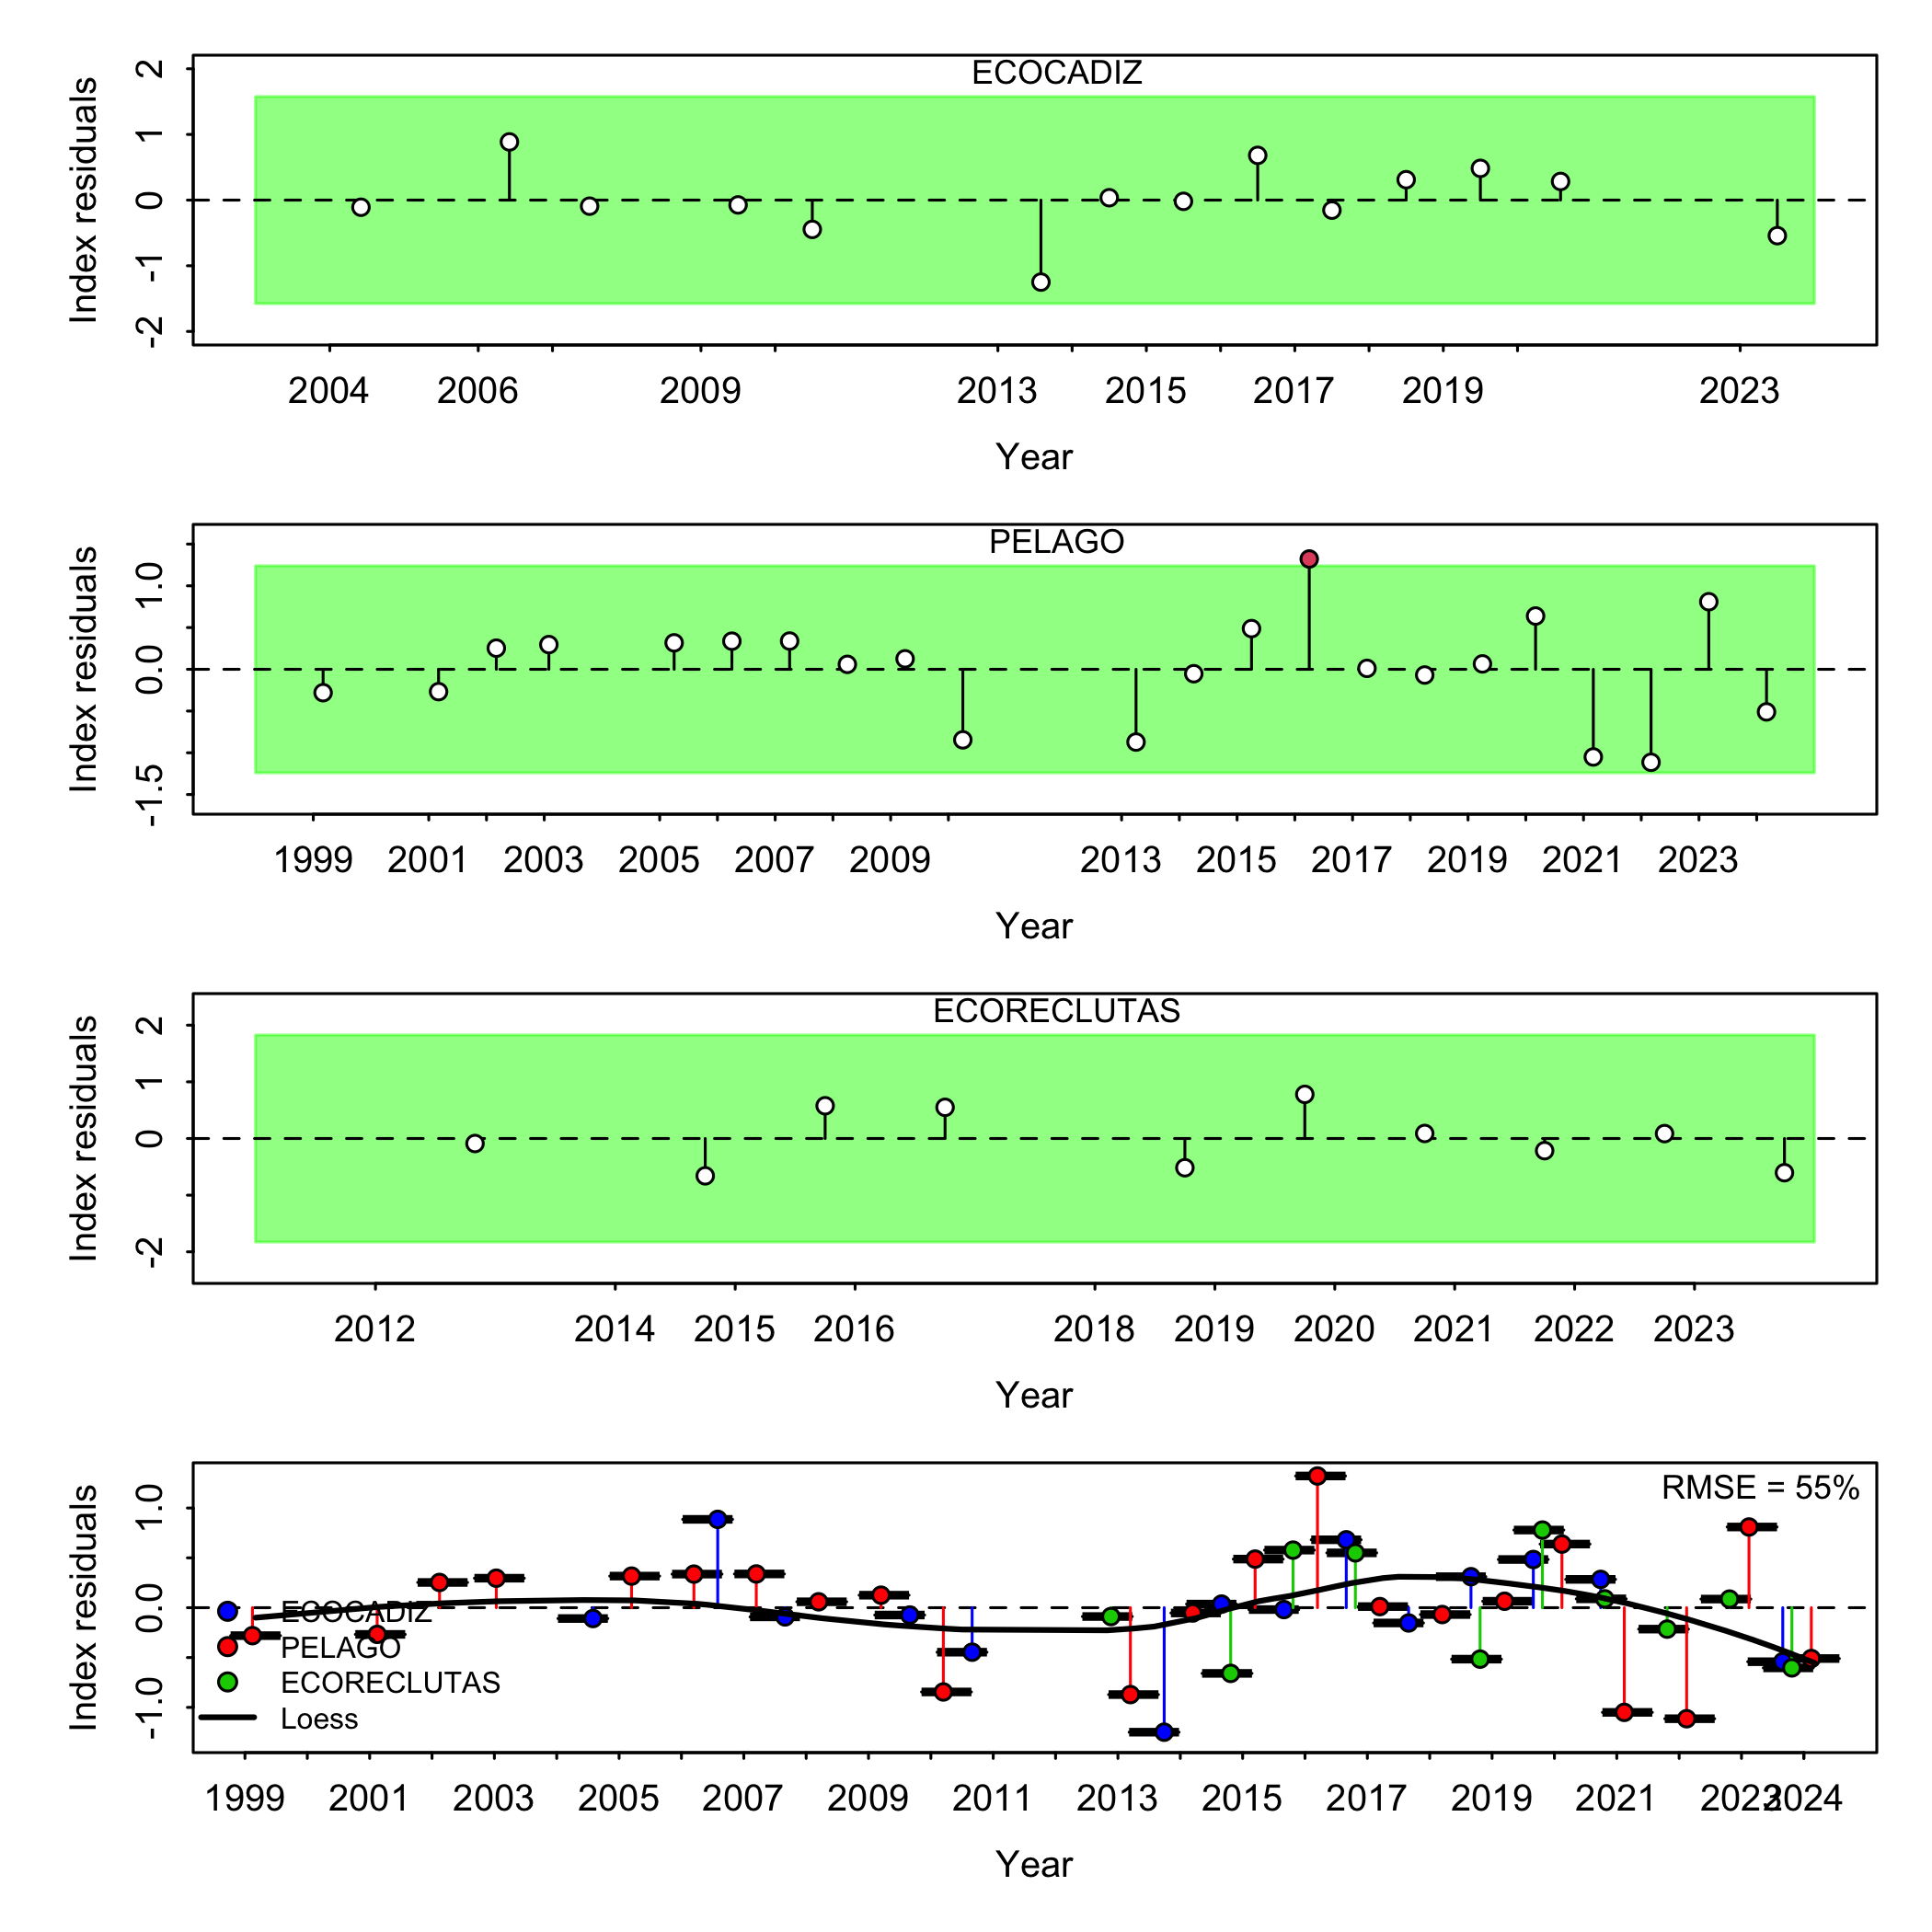 ECOCADIZ
Index residuals
2
1
0
-1
-2
2004 2006 2009 2013 2015 2017 2019 2023
Year
PELAGO
Index residuals
1.0
0.0
-1.5
1999 2001 2003 2005 2007 2009 2013 2015 2017 2019 2021 2023
Year
ECORECLUTAS
Index residuals
2
1
0
-2
2012 2014 2015 2016 2018 2019 2020 2021 2022 2023
Year
RMSE = 55%
Index residuals
1.0
0.0
-1.0
ECOCADIZ
PELAGO
ECORECLUTAS
Loess
1999 2001 2003 2005 2007 2009 2011 2013 2015 2017 2019 2021 2023 2024
Year